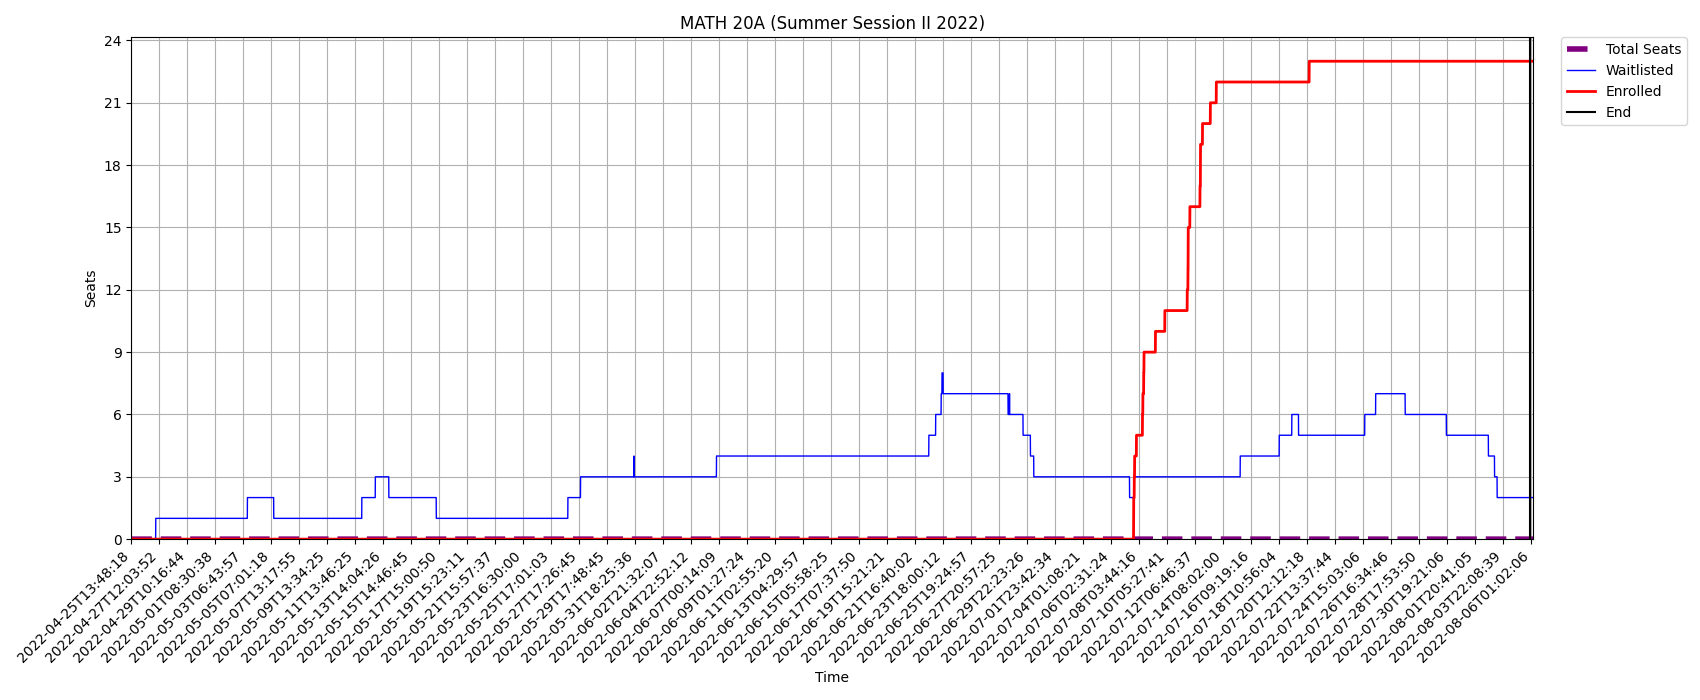 MATH 20A (Summer Session II 2022)
Total Seats
Waitlisted
Enrolled
End
Seats
24
21
18
15
12
9
6
3
0
2022-04-25T13:48:18
2022-04-27T12:03:52
2022-04-29T10:16:44
2022-05-01T08:30:38
2022-05-03T06:43:57
2022-05-05T07:01:18
2022-05-07T13:17:55
2022-05-09T13:34:25
2022-05-11T13:46:25
2022-05-13T14:04:26
2022-05-15T14:46:45
2022-05-17T15:00:50
2022-05-19T15:23:11
2022-05-21T15:57:37
2022-05-23T16:30:00
2022-05-25T17:01:03
2022-05-27T17:26:45
2022-05-29T17:48:45
2022-05-31T18:25:36
2022-06-02T21:32:07
2022-06-04T22:52:12
2022-06-07T00:14:09
2022-06-09T01:27:24
2022-06-11T02:55:20
2022-06-13T04:29:57
2022-06-15T05:58:25
2022-06-17T07:37:50
2022-06-19T15:21:21
2022-06-21T16:40:02
2022-06-23T18:00:12
2022-06-25T19:24:57
2022-06-27T20:57:25
2022-06-29T22:23:26
2022-07-01T23:42:34
2022-07-04T01:08:21
2022-07-06T02:31:24
2022-07-08T03:44:16
2022-07-10T05:27:41
2022-07-12T06:46:37
2022-07-14T08:02:00
2022-07-16T09:19:16
2022-07-18T10:56:04
2022-07-20T12:12:18
2022-07-22T13:37:44
2022-07-24T15:03:06
2022-07-26T16:34:46
2022-07-28T17:53:50
2022-07-30T19:21:06
2022-08-01T20:41:05
2022-08-03T22:08:39
2022-08-06T01:02:06
Time